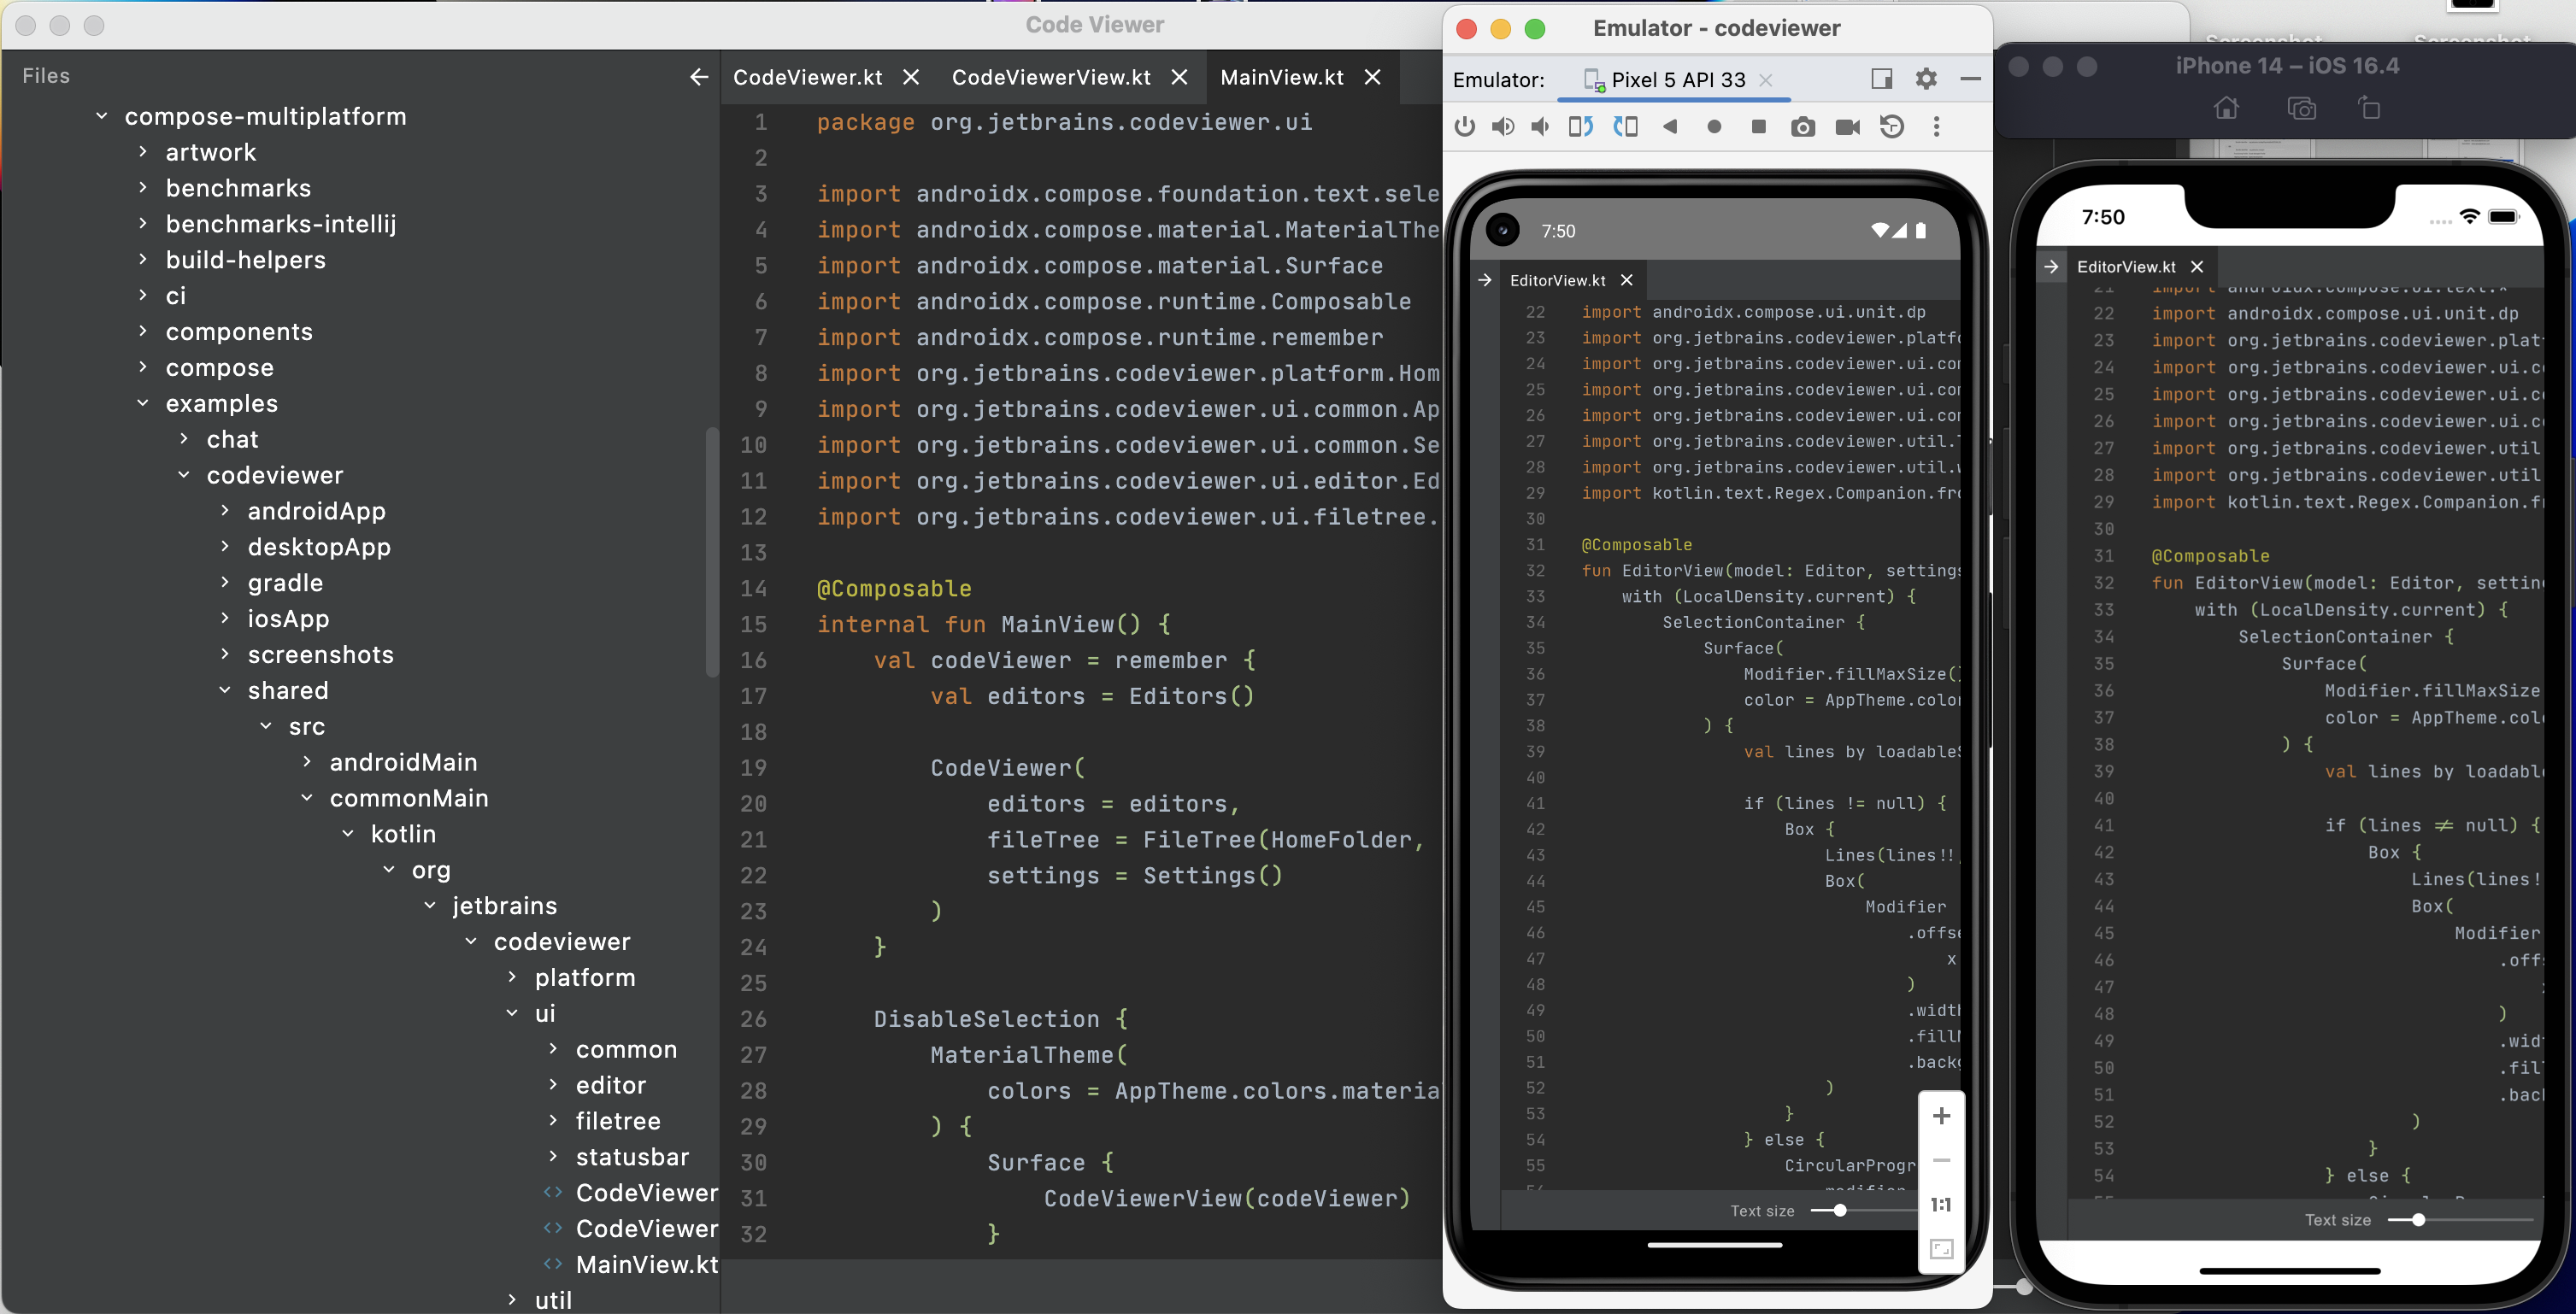 Code Viewer
Files
compose-multiplatform
artwork
benchmarks
benchmarks-intellij
build-helpers
ci
components
compose
examples
chat
codeviewer
androidApp
desktopApp
gradle
iosApp
screenshots
shared
src
androidMain
commonMain
kotlin
org
jetbrains
codeviewer
platform
ui
common
editor
filetree
statusbar
CodeViewer
CodeViewer
MainView.kt
util
CodeViewer.kt CodeViewerView.kt MainView.kt
1 package org.jetbrains.codeviewer.ui
2
3 import androidx.compose.foundation.text.sele
4 import androidx.compose.material.MaterialThe
5 import androidx.compose.material.Surface
6 import androidx.compose.runtime.Composable
7 import androidx.compose.runtime.remember
8 import org.jetbrains.codeviewer.platform.Hom
9 import org.jetbrains.codeviewer.ui.common.Ap
10 import org.jetbrains.codeviewer.ui.common.Se
11 import org.jetbrains.codeviewer.ui.editor.Ed
12 import org.jetbrains.codeviewer.ui.filetree.
13
14 @Composable
15 internal fun MainView() {
16 val codeViewer = remember {
17 val editors = Editors()
18
19 CodeViewer(
20 editors = editors,
21 fileTree = FileTree(HomeFolder,
22 settings = Settings()
23 )
24 }
25
26 DisableSelection {
27 MaterialTheme(
28 colors = AppTheme.colors.materia
29 ) {
30 Surface {
31 CodeViewerView(codeViewer)
32 }
Emulator - codeviewer
Emulator: Pixel 5 API 33
7:50
EditorView.kt
22 import androidx.compose.ui.unit.dp
23 import org.jetbrains.codeviewer.platfo
24 import org.jetbrains.codeviewer.ui.com
25 import org.jetbrains.codeviewer.ui.com
26 import org.jetbrains.codeviewer.ui.com
27 import org.jetbrains.codeviewer.util.
28 import org.jetbrains.codeviewer.util.
29 import kotlin.text.Regex.Companion.fro
30
31 @Composable
32 fun EditorView(model: Editor, settings
33 with (LocalDensity.current) {
34 SelectionContainer {
35 Surface(
36 Modifier.fillMaxSize()
37 color = AppTheme.color
38 ) {
39 val lines by loadableS
40
41 if (lines != null) {
42 Box {
43 Lines(lines!!,
44 Box(
45 Modifier
46 .offse
47 x
48 )
49 .width
50 .fillM
51 .backg
52 )
53 }
54 } else {
55 CircularProgr
Text size
1:1
iPhone 14 – iOS 16.4
7:50
EditorView.kt
21 import androidx.compose.ui.text.*
22 import androidx.compose.ui.unit.dp
23 import org.jetbrains.codeviewer.plat
24 import org.jetbrains.codeviewer.ui.c
25 import org.jetbrains.codeviewer.ui.c
26 import org.jetbrains.codeviewer.ui.c
27 import org.jetbrains.codeviewer.util
28 import org.jetbrains.codeviewer.util
29 import kotlin.text.Regex.Companion.f
30
31 @Composable
32 fun EditorView(model: Editor, settin
33 with (LocalDensity.current) {
34 SelectionContainer {
35 Surface(
36 Modifier.fillMaxSize
37 color = AppTheme.col
38 ) {
39 val lines by loadabl
40
41 if (lines ≠ null) {
42 Box {
43 Lines(lines!
44 Box(
45 Modifier
46 .off
47
48 )
49 .wid
50 .fil
51 .bac
52 )
53 }
54 } else {
Text size